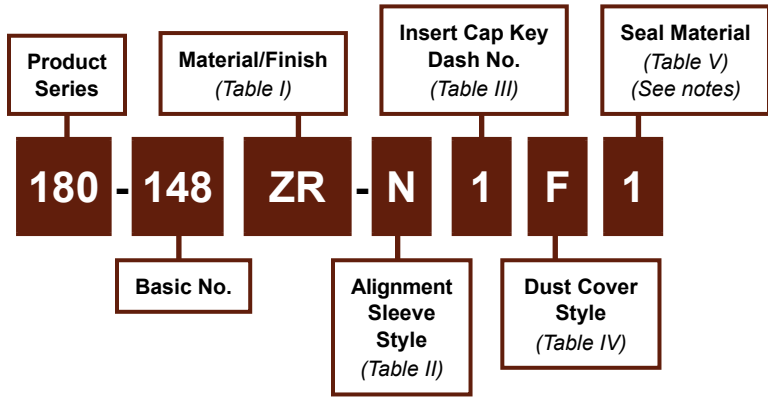 Product
Series
Material/Finish
(Table I)
Insert Cap Key
Dash No.
(Table III)
Seal Material
(Table V)
(See notes)
180 - 148 ZR - N 1 F 1
Basic No.
Alignment
Sleeve
Style
(Table II)
Dust Cover
Style
(Table IV)